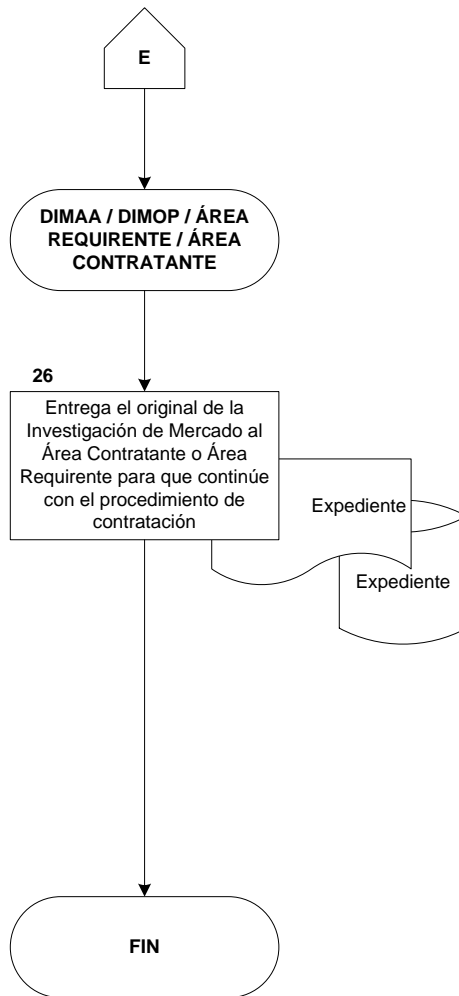 E
DIMAA / DIMOP / ÁREA
REQUIRENTE / ÁREA
CONTRATANTE
26
Entrega el original de la
Investigación de Mercado al
Área Contratante o Área
Requirente para que continúe
con el procedimiento de
contratación
Expediente
Expediente
FIN